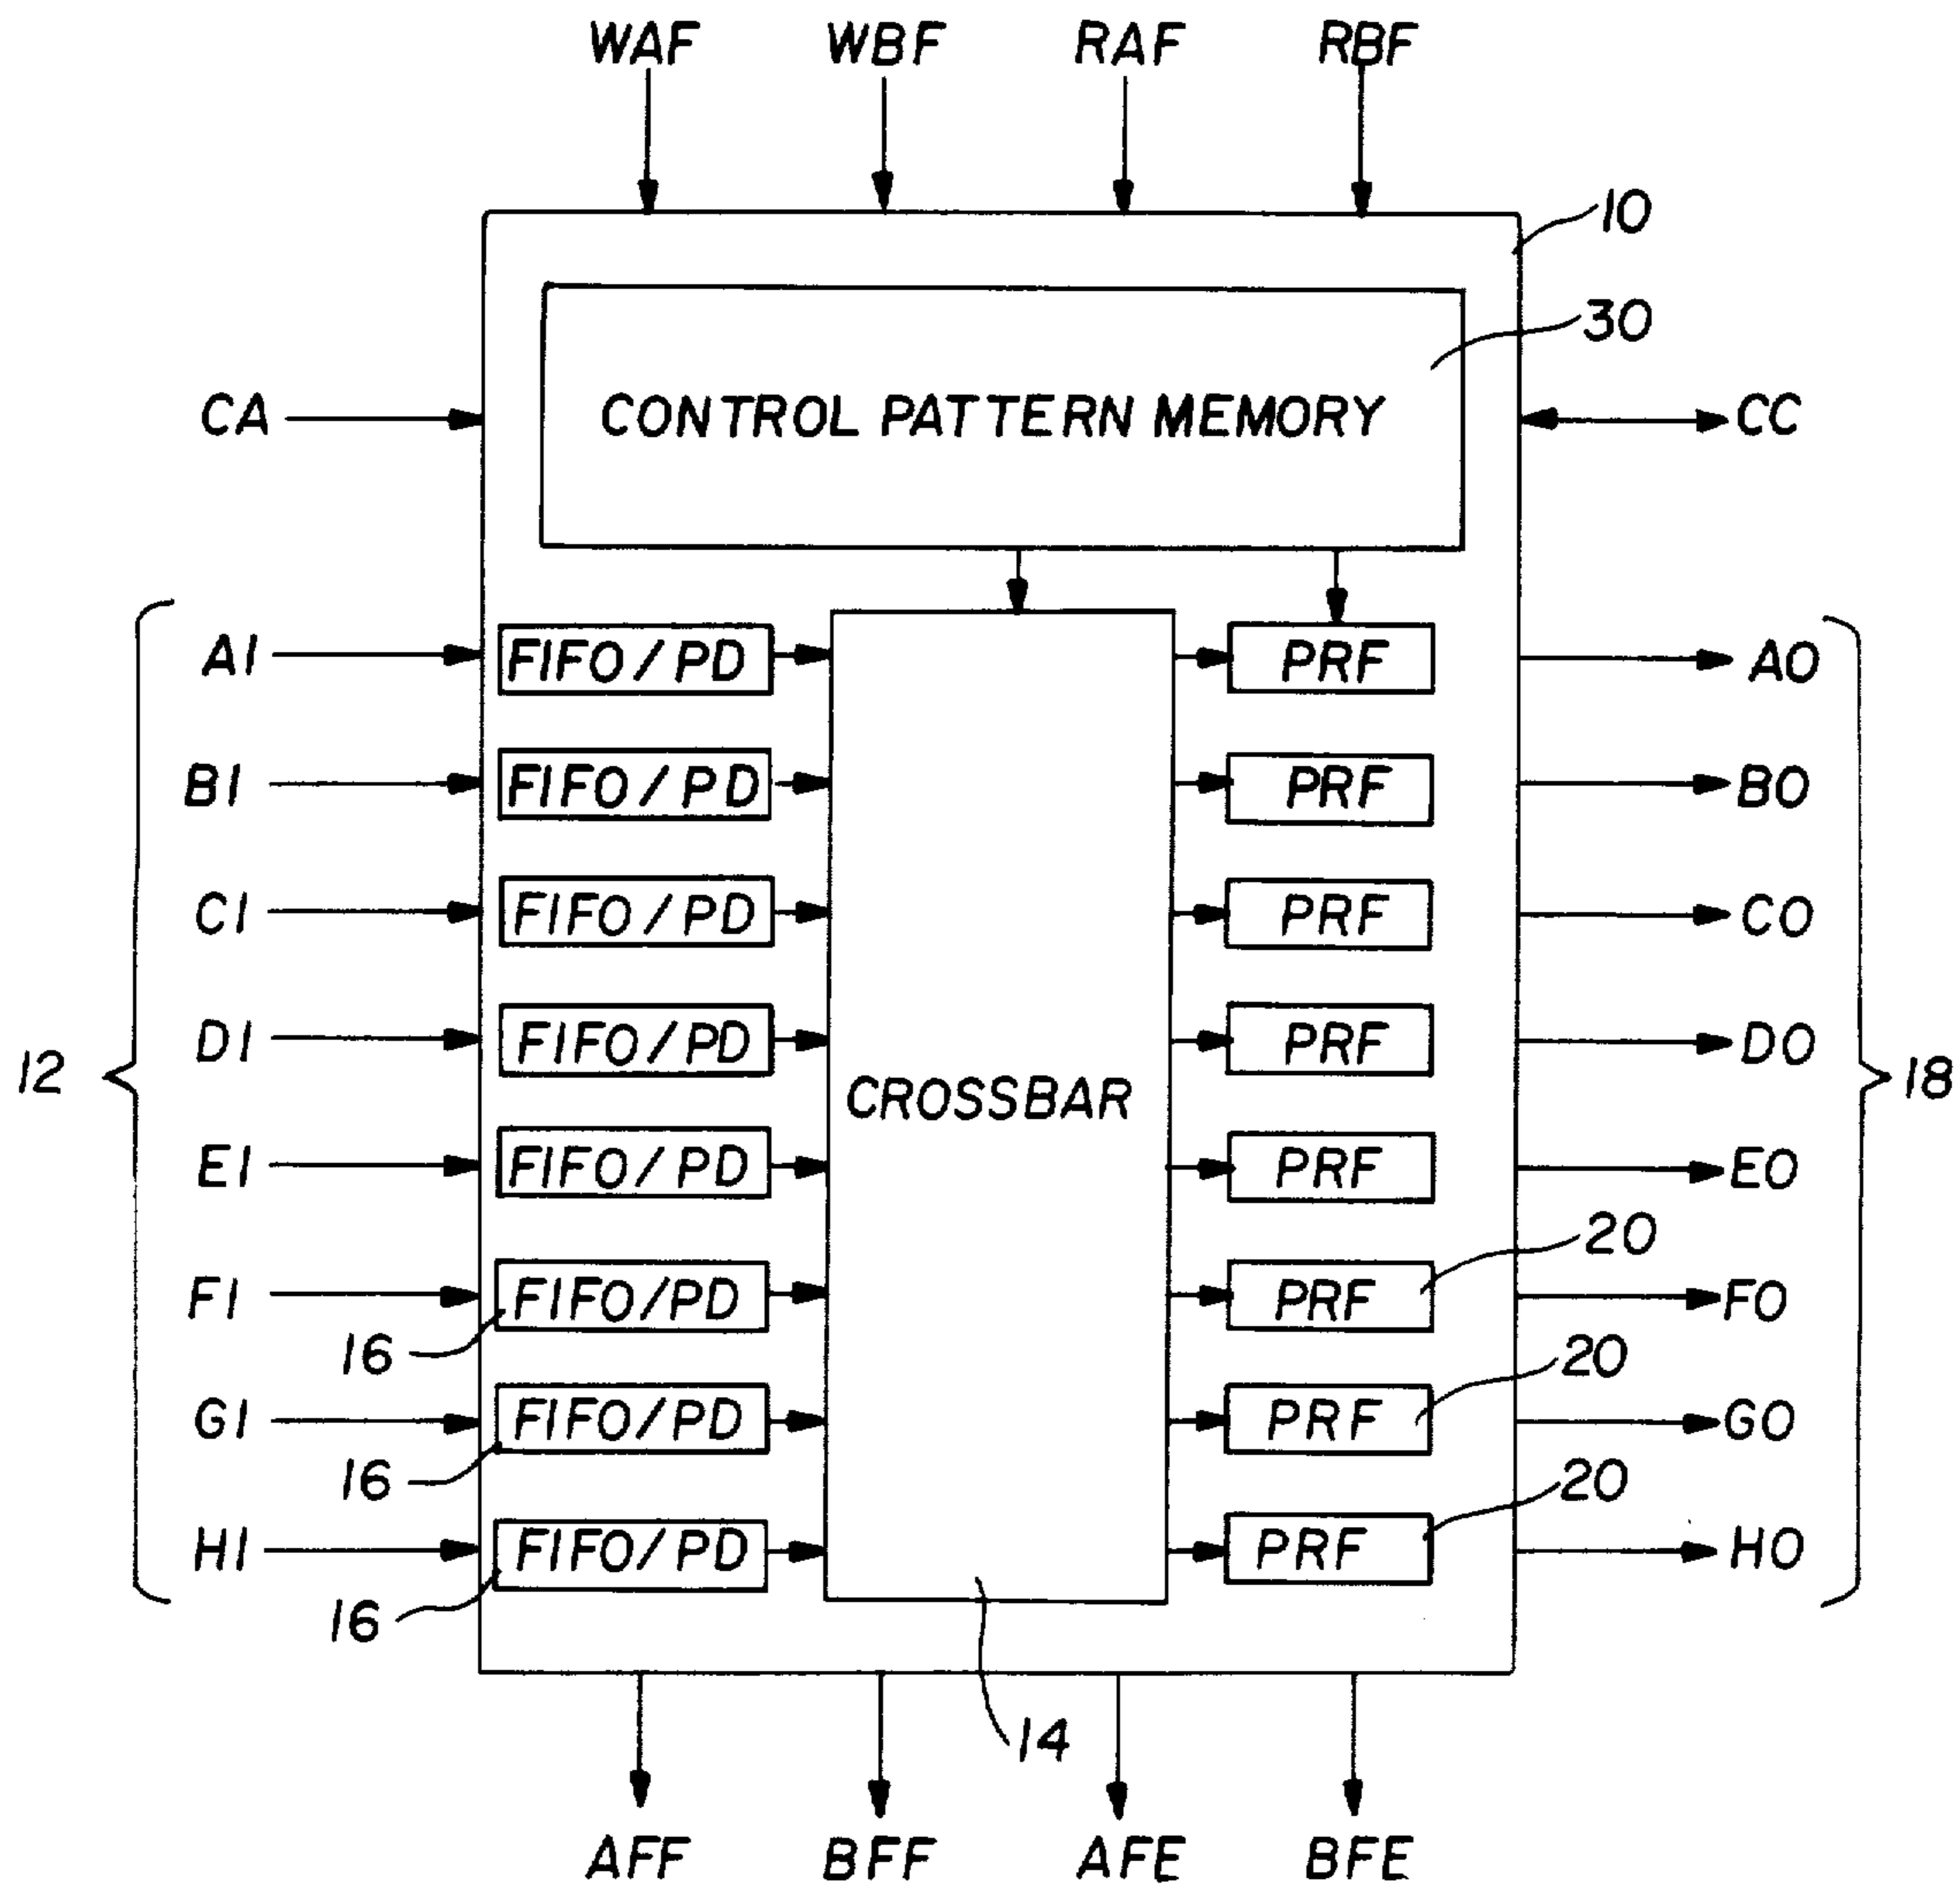 WAF WBF RAF RBF
10
30
CA CONTROL PATTERN MEMORY CC
AI FIFO/PD PRF AO
BI FIFO/PD PRF BO
CI FIFO/PD PRF CO
DI FIFO/PD PRF DO
12 CROSSBAR 18
EI FIFO/PD PRF EO
20
FI FIFO/PD PRF FO
16 20
GI FIFO/PD PRF GO
16 20
HI FIFO/PD PRF HO
16
14
AFF BFF AFE BFE